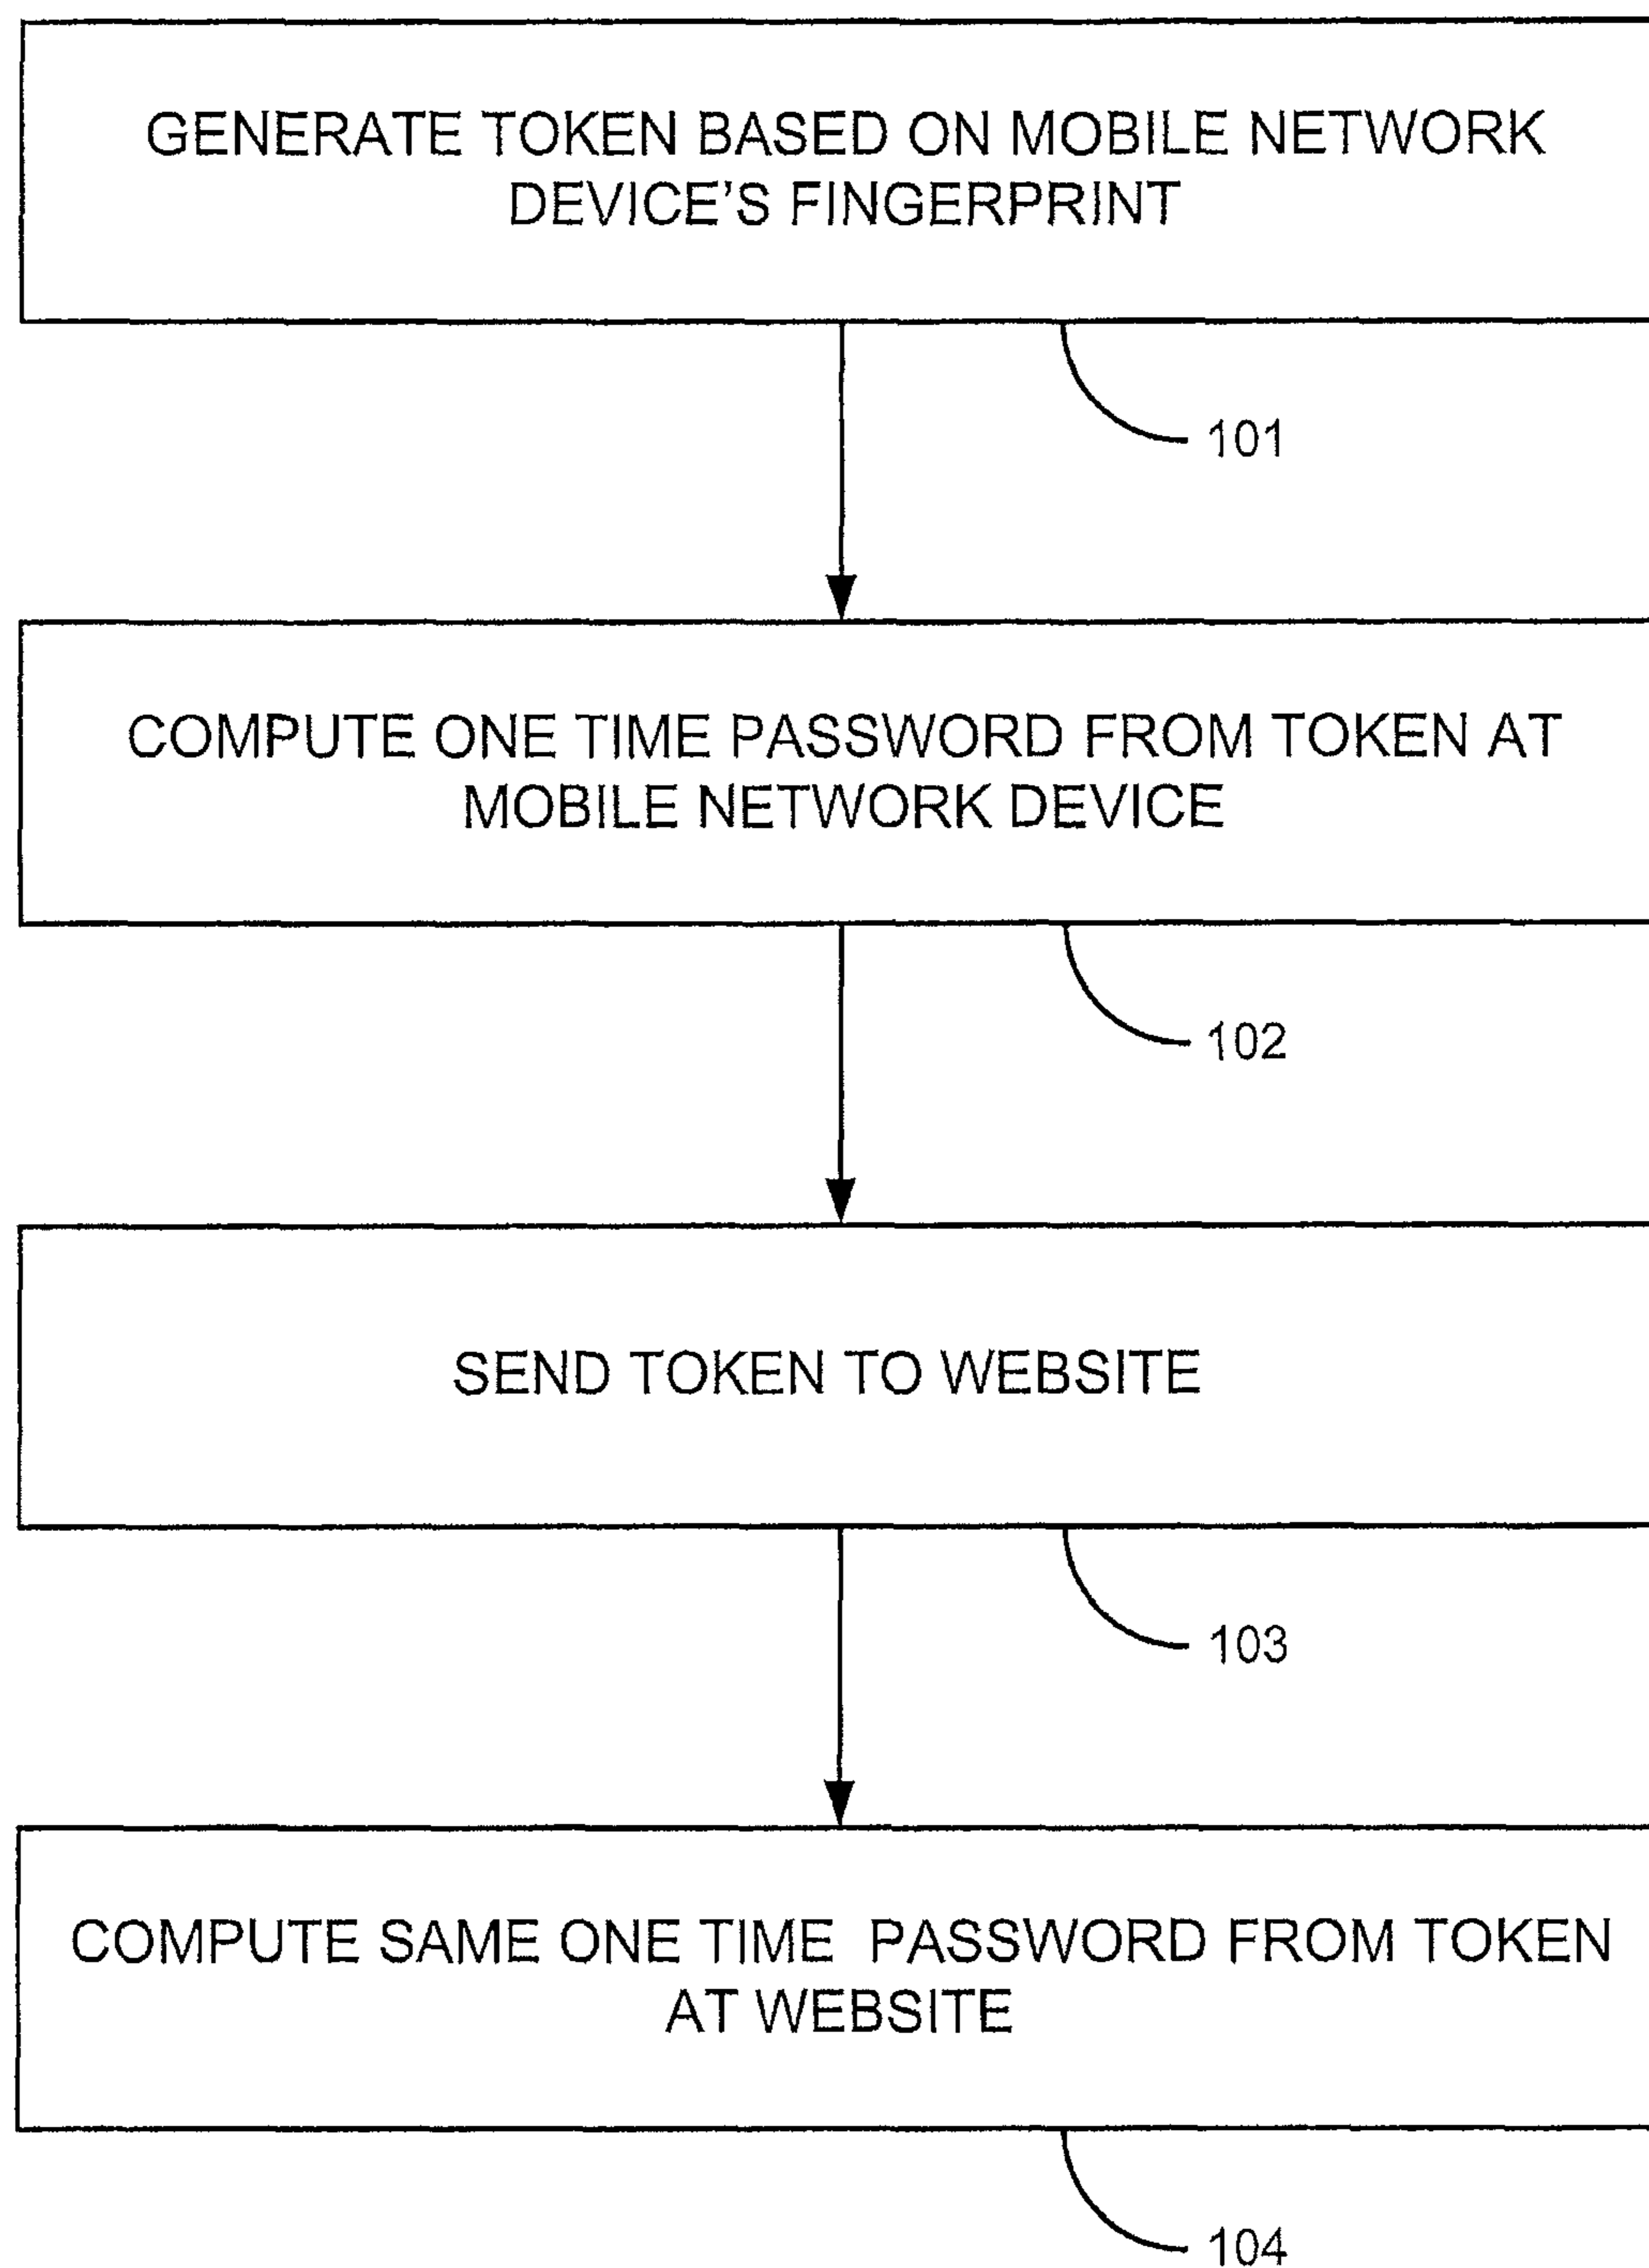 GENERATE TOKEN BASED ON MOBILE NETWORK
DEVICE'S FINGERPRINT
101
COMPUTE ONE TIME PASSWORD FROM TOKEN AT
MOBILE NETWORK DEVICE
102
SEND TOKEN TO WEBSITE
103
COMPUTE SAME ONE TIME PASSWORD FROM TOKEN
AT WEBSITE
104